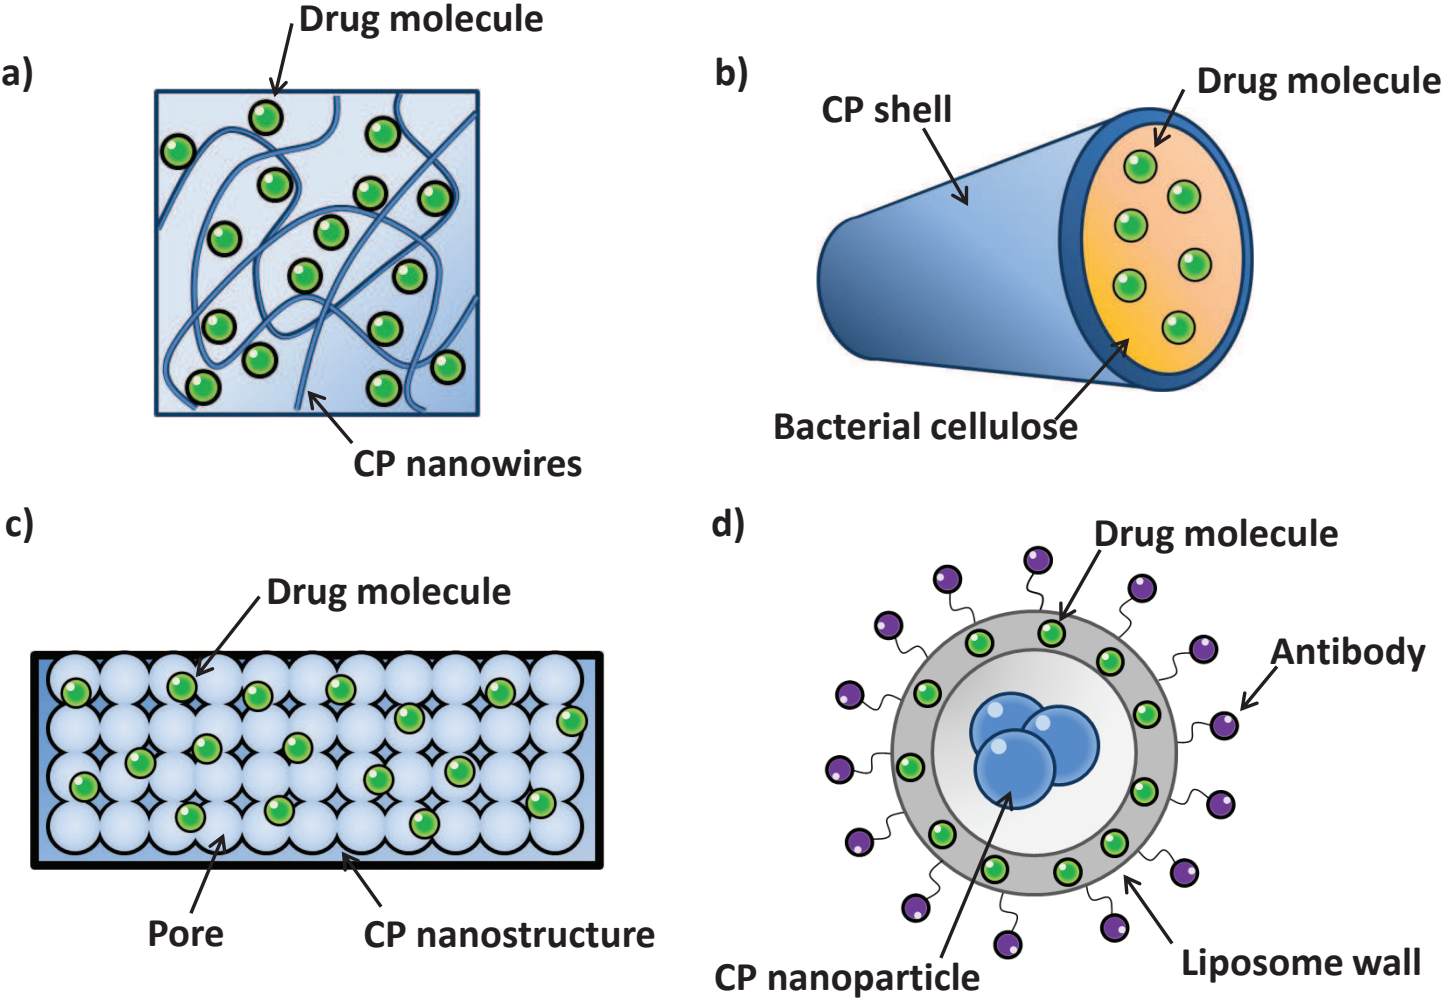 a)
Drug molecule
CP nanowires
b)
CP shell
Drug molecule
Bacterial cellulose
c)
Drug molecule
Pore
CP nanostructure
d)
Drug molecule
Antibody
CP nanoparticle
Liposome wall